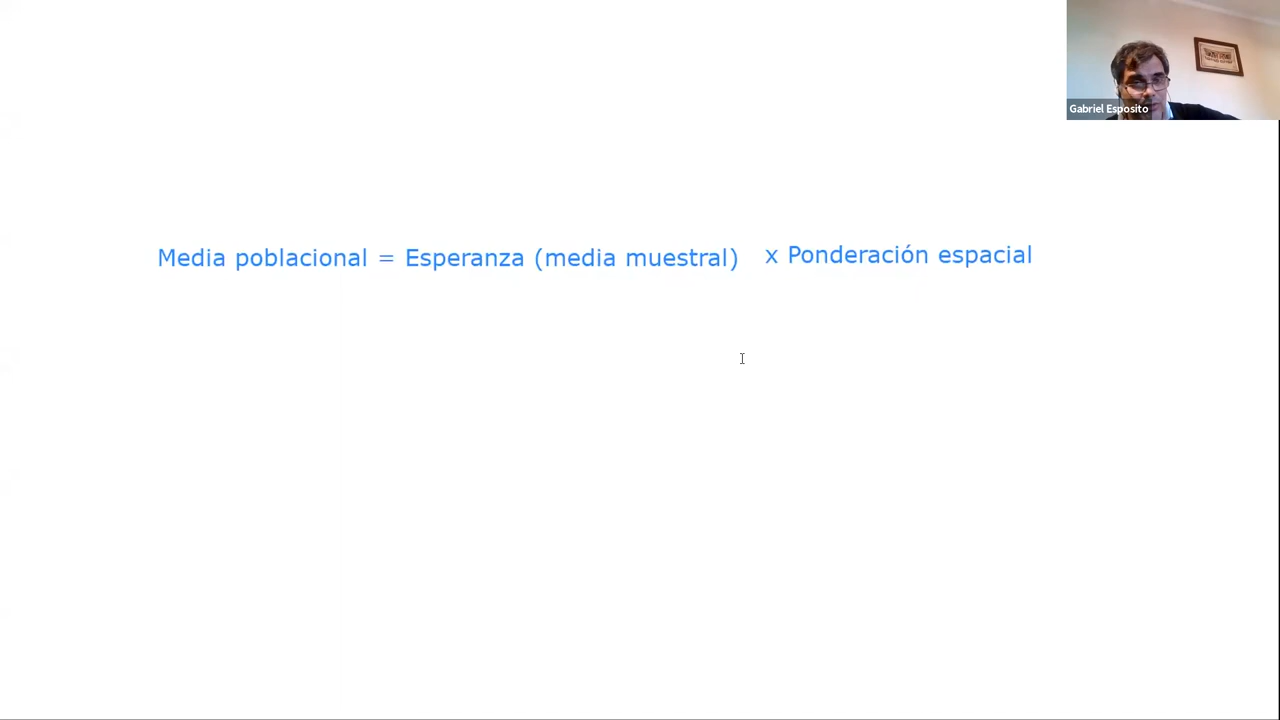 Gabriel Esposito
Media poblacional = Esperanza (media muestral) x Ponderación espacial